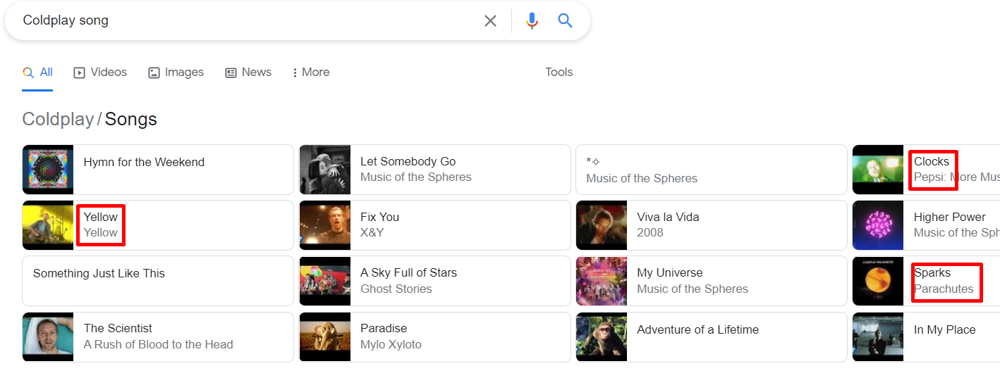 Coldplay song
All Videos Images News More Tools
Coldplay/Songs
Hymn for the Weekend
Let Somebody Go
Music of the Spheres
*✧
Music of the Spheres
Clocks
Pepsi: More Mus
Yellow
Yellow
Fix You
X&Y
Viva la Vida
2008
Higher Power
Music of the Sph
Something Just Like This
A Sky Full of Stars
Ghost Stories
My Universe
Music of the Spheres
Sparks
Parachutes
The Scientist
A Rush of Blood to the Head
Paradise
Mylo Xyloto
Adventure of a Lifetime
In My Place